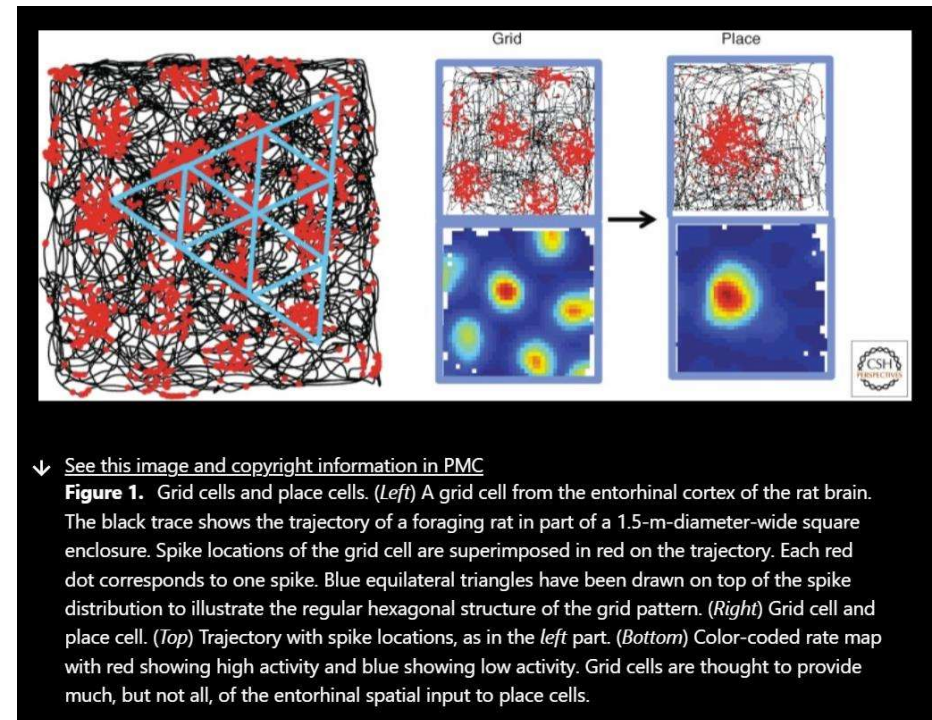 Grid
Place
CSH
PERSPECTIVES
See this image and copyright information in PMC
Figure 1. Grid cells and place cells. (Left) A grid cell from the entorhinal cortex of the rat brain.
The black trace shows the trajectory of a foraging rat in part of a 1.5-m-diameter-wide square
enclosure. Spike locations of the grid cell are superimposed in red on the trajectory. Each red
dot corresponds to one spike. Blue equilateral triangles have been drawn on top of the spike
distribution to illustrate the regular hexagonal structure of the grid pattern. (Right) Grid cell and
place cell. (Top) Trajectory with spike locations, as in the left part. (Bottom) Color-coded rate map
with red showing high activity and blue showing low activity. Grid cells are thought to provide
much, but not all, of the entorhinal spatial input to place cells.